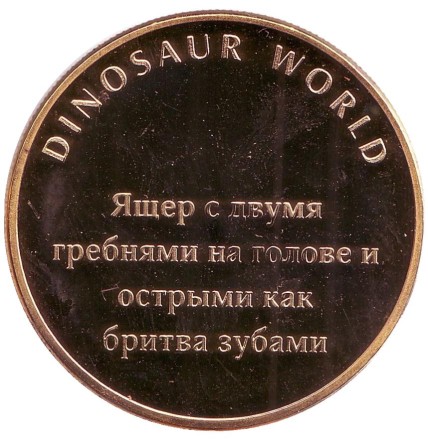 DINOSAUR WORLD
Ящер с двумя
гребнями на голове и
острыми как
бритва зубами